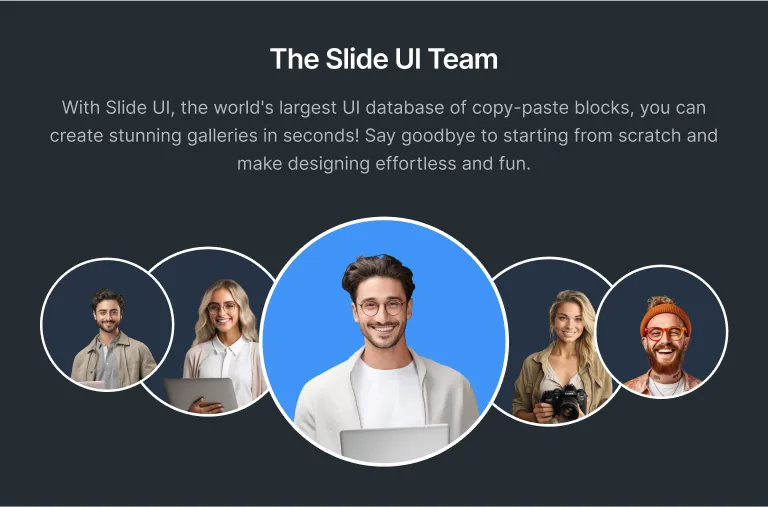 The Slide UI Team
With Slide UI, the world's largest UI database of copy-paste blocks, you can
create stunning galleries in seconds! Say goodbye to starting from scratch and
make designing effortless and fun.